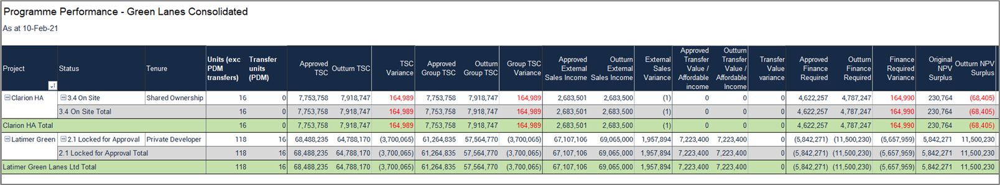 Programme Performance - Green Lanes Consolidated
As at 10-Feb-21
Project Status Tenure Units (exc PDM transfers) Transfer units (PDM) Approved TSC Outturn TSC TSC Variance Approved Group TSC Outturn Group TSC Group TSC Variance Approved External Sales Income Outturn External Sales Income External Sales Variance Approved Transfer Value / Affordable income Outturn Transfer Value / Affordable Income Transfer Value variance Approved Finance Required Outturn Finance Required Finance Required Variance Original NPV Surplus Outturn NPV Surplus
Clarion HA 3.4 On Site Shared Ownership 16 0 7,753,758 7,918,747 164,989 7,753,758 7,918,747 164,989 2,683,501 2,683,500 (1) 0 0 0 4,622,257 4,787,247 164,990 230,764 (68,405)
3.4 On Site Total 16 0 7,753,758 7,918,747 164,989 7,753,758 7,918,747 164,989 2,683,501 2,683,500 (1) 0 0 0 4,622,257 4,787,247 164,990 230,764 (68,405)
Clarion HA Total 16 0 7,753,758 7,918,747 164,989 7,753,758 7,918,747 164,989 2,683,501 2,683,500 (1) 0 0 0 4,622,257 4,787,247 164,990 230,764 (68,405)
Latimer Green 2.1 Locked for Approval Private Developer 118 16 68,488,235 64,788,170 (3,700,065) 61,264,835 57,564,770 (3,700,065) 67,107,106 69,065,000 1,957,894 7,223,400 7,223,400 0 (5,842,271) (11,500,230) (5,657,959) 5,842,271 11,500,230
2.1 Locked for Approval Total 118 16 68,488,235 64,788,170 (3,700,065) 61,264,835 57,564,770 (3,700,065) 67,107,106 69,065,000 1,957,894 7,223,400 7,223,400 0 (5,842,271) (11,500,230) (5,657,959) 5,842,271 11,500,230
Latimer Green Lanes Ltd Total 118 16 68,488,235 64,788,170 (3,700,065) 61,264,835 57,564,770 (3,700,065) 67,107,106 69,065,000 1,957,894 7,223,400 7,223,400 0 (5,842,271) (11,500,230) (5,657,959) 5,842,271 11,500,230